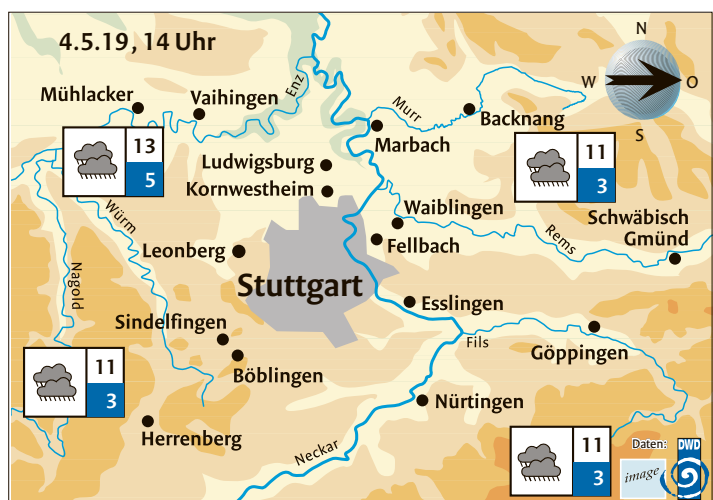 4.5.19, 14 Uhr
N
W
O
S
Mühlacker
Vaihingen
Enz
Murr
Backnang
Marbach
13
5
11
3
Ludwigsburg
Kornwestheim
Würm
Waiblingen
Schwäbisch
Gmünd
Rems
Leonberg
Fellbach
Nagold
Stuttgart
Esslingen
Sindelfingen
Fils
Göppingen
11
3
Böblingen
Nürtingen
Herrenberg
Neckar
11
3
Daten:
DWD
image